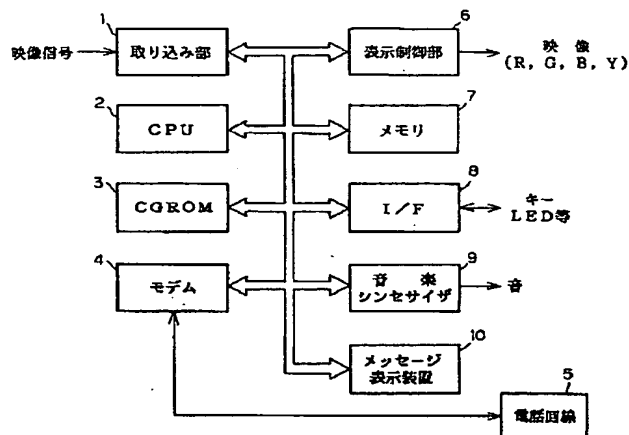 1
映像信号
取り込み部
6
表示制御部
映 像
(R, G, B, Y)
2
CPU
7
メモリ
3
CGROM
8
I/F
キー
LED等
4
モデム
9
音 楽
シンセサイザ
音
10
メッセージ
表示装置
5
電話回線